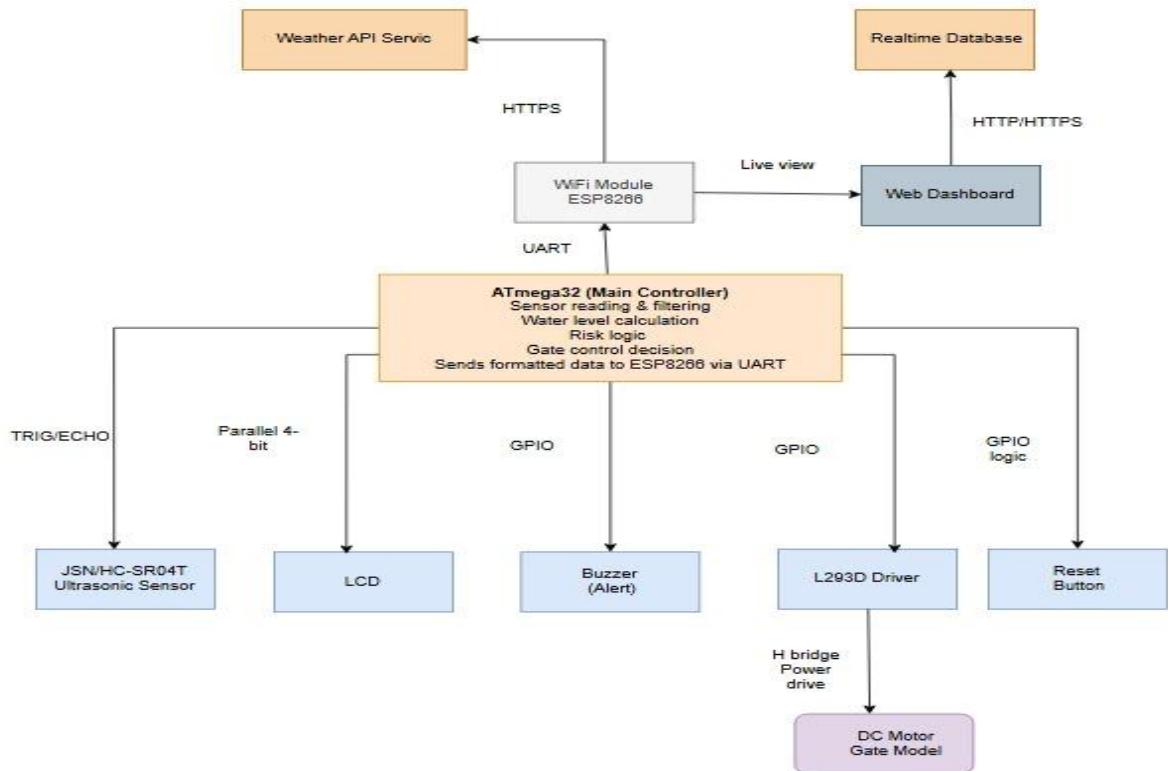 Weather API Servic
Realtime Database
HTTPS
HTTP/HTTPS
Live view
WiFi Module
ESP8266
Web Dashboard
UART
ATmega32 (Main Controller)
Sensor reading & filtering
Water level calculation
Risk logic
Gate control decision
Sends formatted data to ESP8266 via UART
TRIG/ECHO
Parallel 4-
bit
GPIO
GPIO
GPIO
logic
JSN/HC-SR04T
Ultrasonic Sensor
LCD
Buzzer
(Alert)
L293D Driver
Reset
Button
H bridge
Power
drive
DC Motor
Gate Model